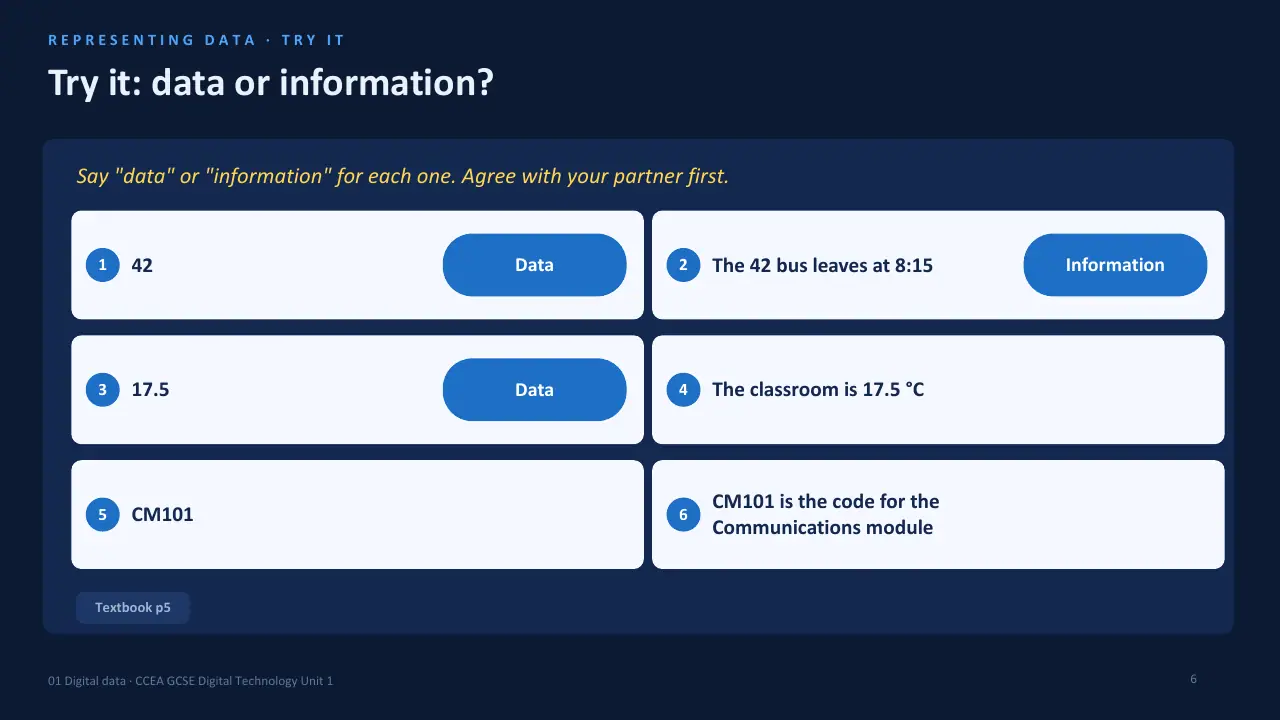 REPRESENTING DATA · TRY IT
Try it: data or information?
Say "data" or "information" for each one. Agree with your partner first.
1 42 Data
2 The 42 bus leaves at 8:15 Information
3 17.5 Data
4 The classroom is 17.5 °C
5 CM101
6 CM101 is the code for the
Communications module
Textbook p5
01 Digital data · CCEA GCSE Digital Technology Unit 1
6